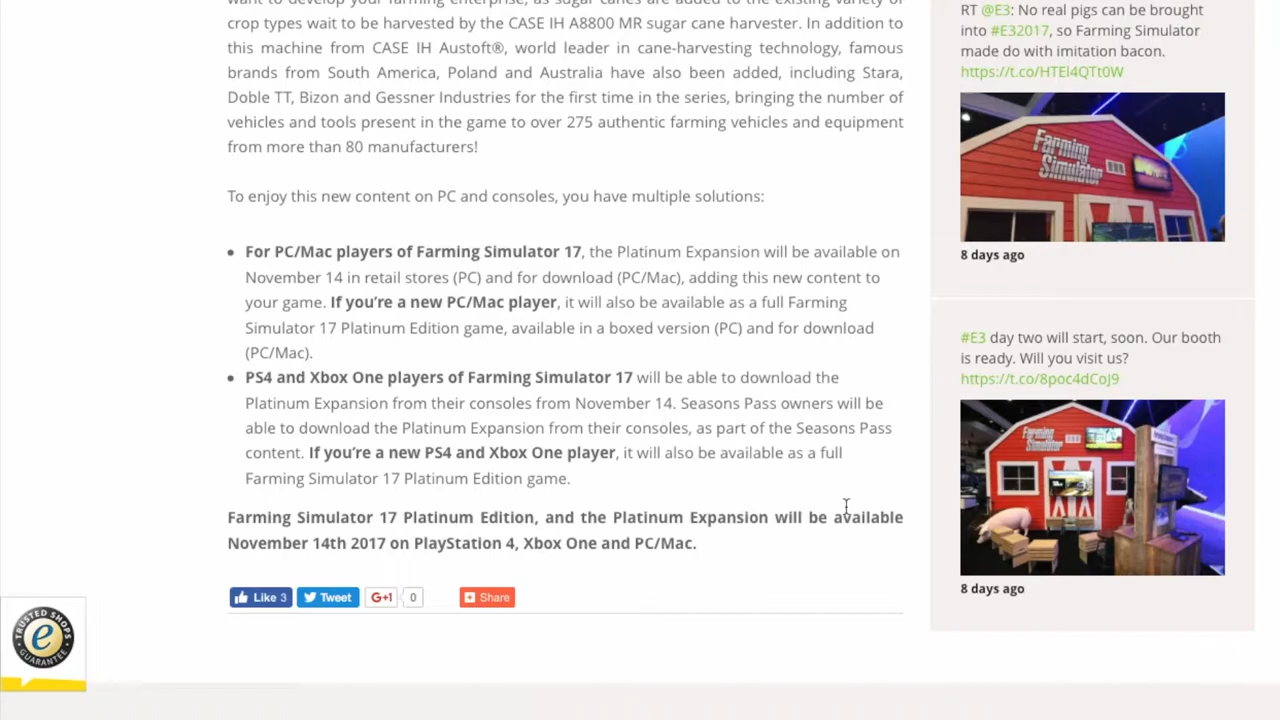 want to develop your farming enterprise, as sugar canes are added to the existing variety of
crop types wait to be harvested by the CASE IH A8800 MR sugar cane harvester. In addition to
this machine from CASE IH Austoft®, world leader in cane-harvesting technology, famous
brands from South America, Poland and Australia have also been added, including Stara,
Doble TT, Bizon and Gessner Industries for the first time in the series, bringing the number of
vehicles and tools present in the game to over 275 authentic farming vehicles and equipment
from more than 80 manufacturers!
To enjoy this new content on PC and consoles, you have multiple solutions:
• For PC/Mac players of Farming Simulator 17, the Platinum Expansion will be available on
November 14 in retail stores (PC) and for download (PC/Mac), adding this new content to
your game. If you're a new PC/Mac player, it will also be available as a full Farming
Simulator 17 Platinum Edition game, available in a boxed version (PC) and for download
(PC/Mac).
• PS4 and Xbox One players of Farming Simulator 17 will be able to download the
Platinum Expansion from their consoles from November 14. Seasons Pass owners will be
able to download the Platinum Expansion from their consoles, as part of the Seasons Pass
content. If you're a new PS4 and Xbox One player, it will also be available as a full
Farming Simulator 17 Platinum Edition game.
Farming Simulator 17 Platinum Edition, and the Platinum Expansion will be available
November 14th 2017 on PlayStation 4, Xbox One and PC/Mac.
Like 3 Tweet G+1 0 Share
TRUSTED SHOPS
e
GUARANTEE
RT @E3: No real pigs can be brought
into #E32017, so Farming Simulator
made do with imitation bacon.
https://t.co/HTEl4QTt0W
Farming
Simulator
8 days ago
#E3 day two will start, soon. Our booth
is ready. Will you visit us?
https://t.co/8poc4dCoJ9
Farming
Simulator
8 days ago